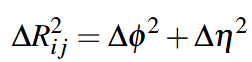 ΔR²ᵢⱼ = Δϕ² + Δη²